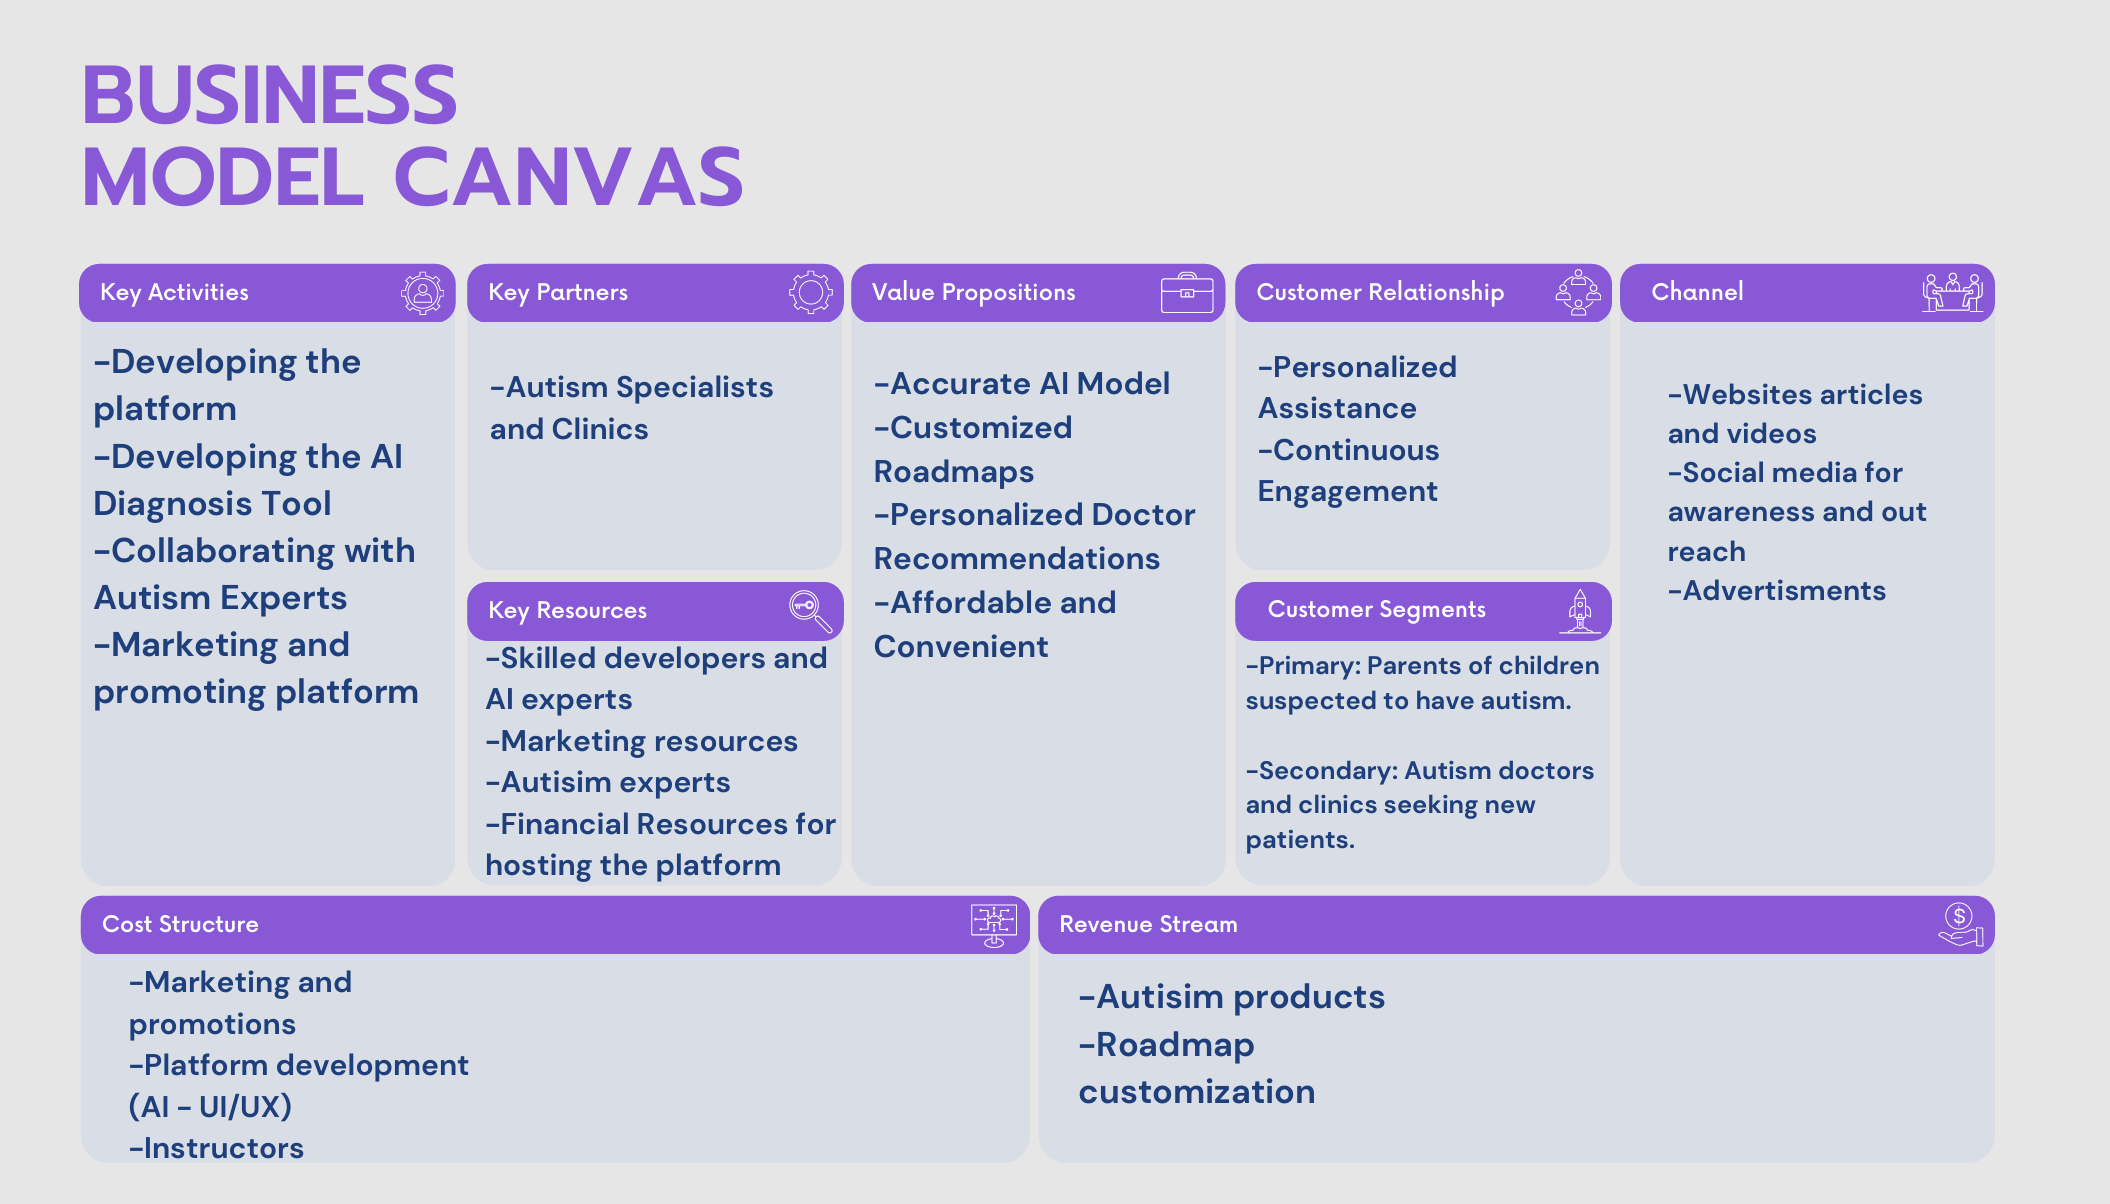 BUSINESS
MODEL CANVAS
Key Activities
-Developing the
platform
-Developing the AI
Diagnosis Tool
-Collaborating with
Autism Experts
-Marketing and
promoting platform
Key Partners
-Autism Specialists
and Clinics
Key Resources
-Skilled developers and
AI experts
-Marketing resources
-Autisim experts
-Financial Resources for
hosting the platform
Value Propositions
-Accurate AI Model
-Customized
Roadmaps
-Personalized Doctor
Recommendations
-Affordable and
Convenient
Customer Relationship
-Personalized
Assistance
-Continuous
Engagement
Customer Segments
-Primary: Parents of children
suspected to have autism.
-Secondary: Autism doctors
and clinics seeking new
patients.
Channel
-Websites articles
and videos
-Social media for
awareness and out
reach
-Advertisments
Cost Structure
-Marketing and
promotions
-Platform development
(AI - UI/UX)
-Instructors
Revenue Stream
$
-Autisim products
-Roadmap
customization